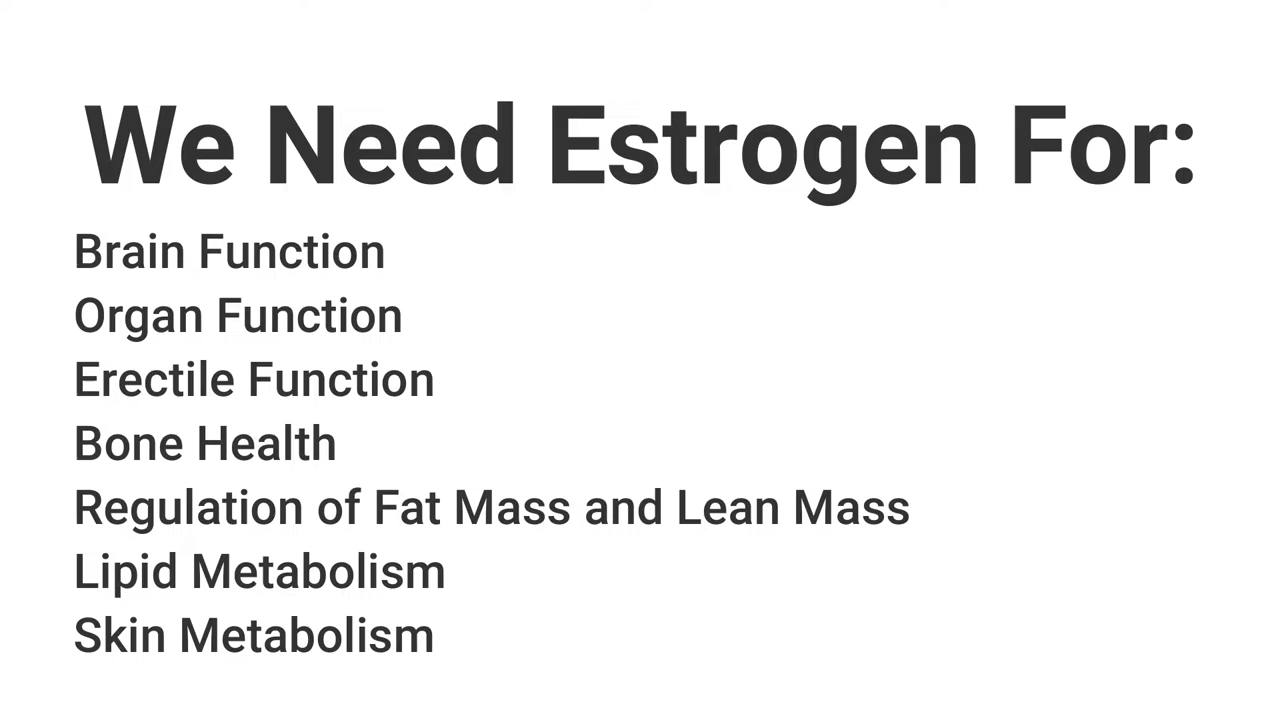 We Need Estrogen For:
Brain Function
Organ Function
Erectile Function
Bone Health
Regulation of Fat Mass and Lean Mass
Lipid Metabolism
Skin Metabolism